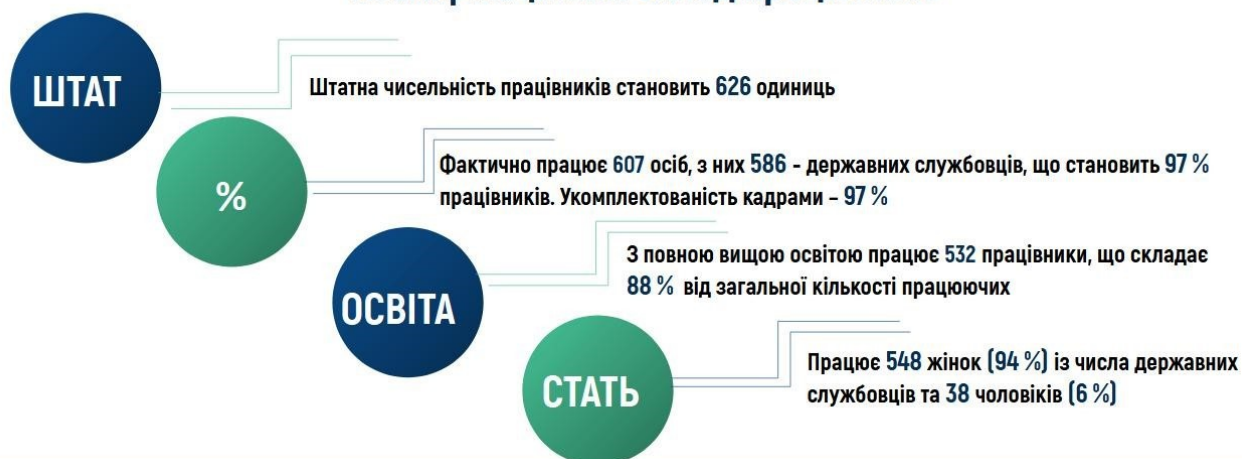 ШТАТ
Штатна чисельність працівників становить 626 одиниць
%
Фактично працює 607 осіб, з них 586 - державних службовців, що становить 97 %
працівників. Укомплектованість кадрами – 97 %
ОСВІТА
З повною вищою освітою працює 532 працівники, що складає
88 % від загальної кількості працюючих
СТАТЬ
Працює 548 жінок (94 %) із числа державних
службовців та 38 чоловіків (6 %)